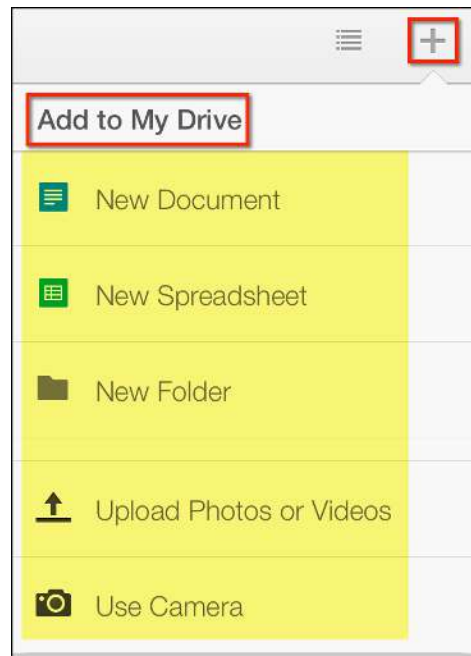 Add to My Drive
New Document
New Spreadsheet
New Folder
Upload Photos or Videos
Use Camera